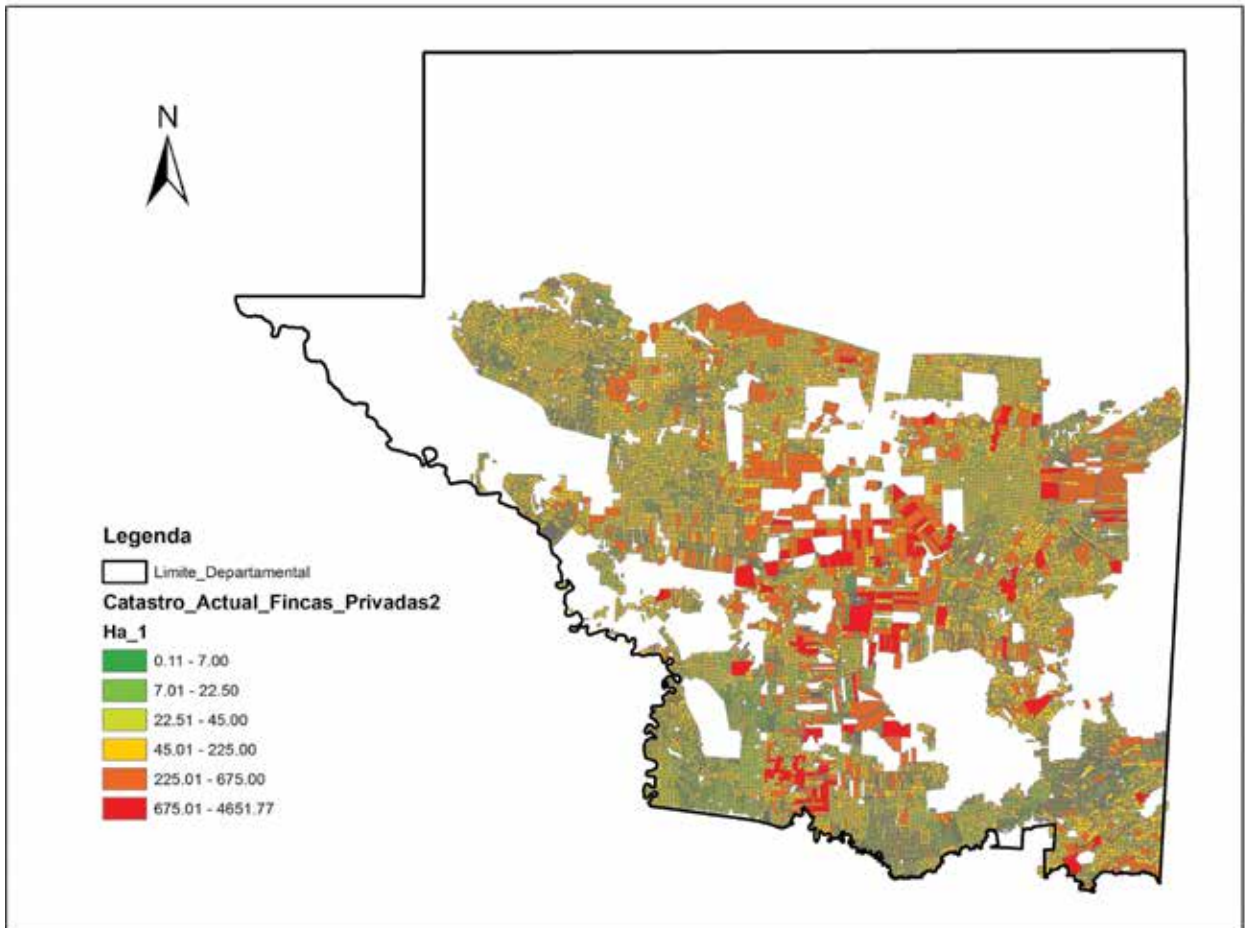 N
Legenda
Limite_Departamental
Catastro_Actual_Fincas_Privadas2
Ha_1
0.11 - 7.00
7.01 - 22.50
22.51 - 45.00
45.01 - 225.00
225.01 - 675.00
675.01 - 4651.77